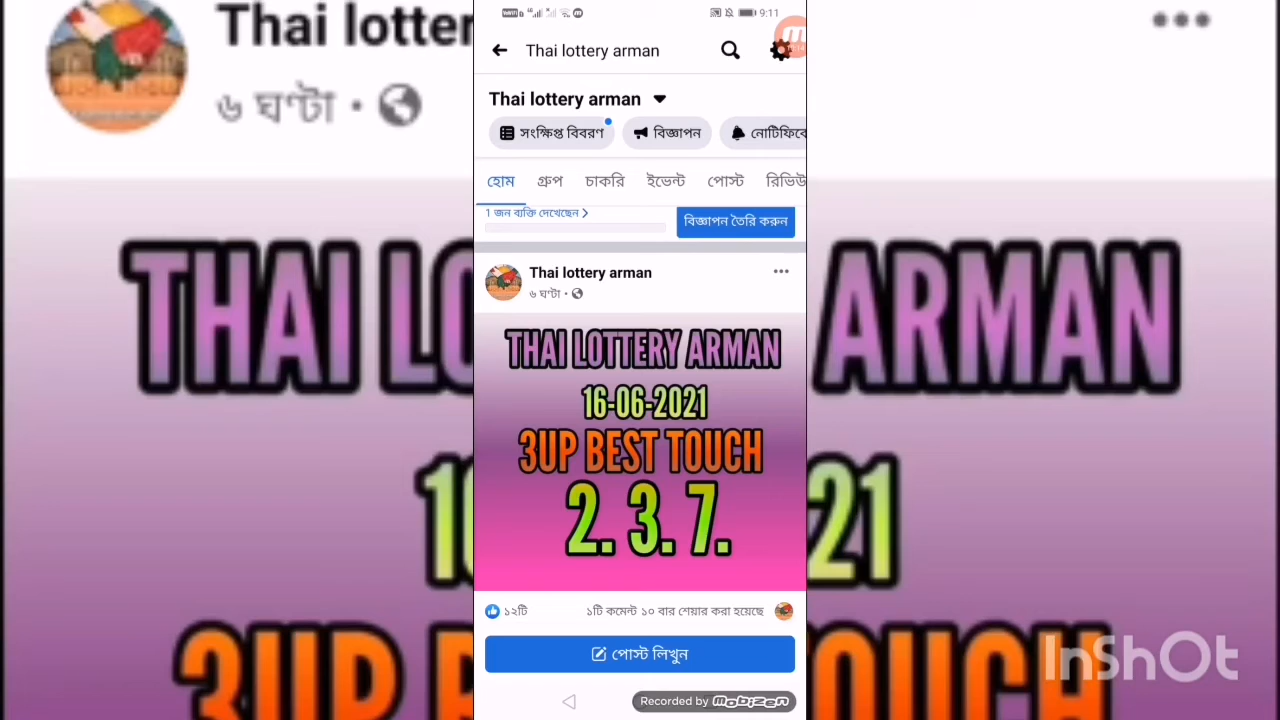 9:11
Thai lottery arman
Thai lottery arman
সংক্ষিপ্ত বিবরণ
বিজ্ঞাপন
নোটিফিকে
হোম গ্রুপ চাকরি ইভেন্ট পোস্ট রিভিউ
1 জন ব্যক্তি দেখেছেন
বিজ্ঞাপন তৈরি করুন
Thai lottery arman
৬ ঘণ্টা •
THAI LOTTERY ARMAN
16-06-2021
3UP BEST TOUCH
2. 3. 7.
১২টি
১টি কমেন্ট ১০ বার শেয়ার করা হয়েছে
পোস্ট লিখুন
Recorded by mobizen
Thai lotter
৬ ঘণ্টা •
THAI LO ARMAN
21
3UP B
OUCH
InShOt